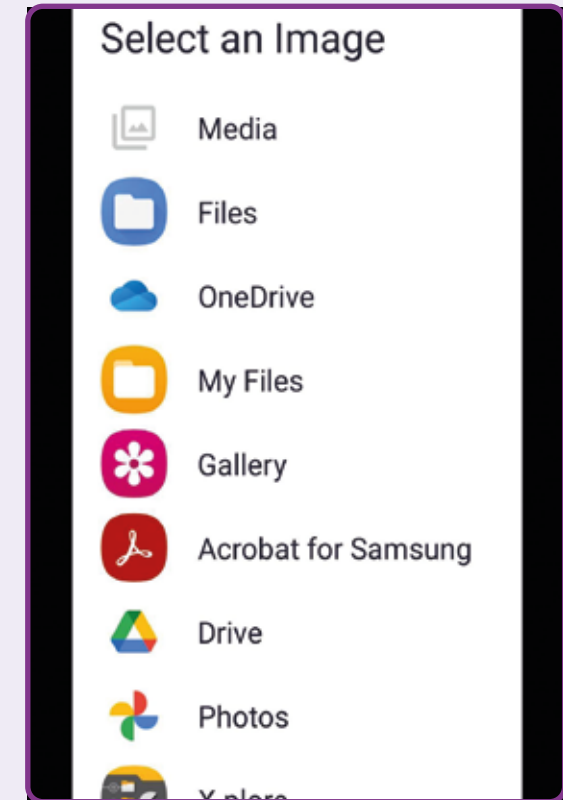 Select an Image
Media
Files
OneDrive
My Files
Gallery
Acrobat for Samsung
Drive
Photos